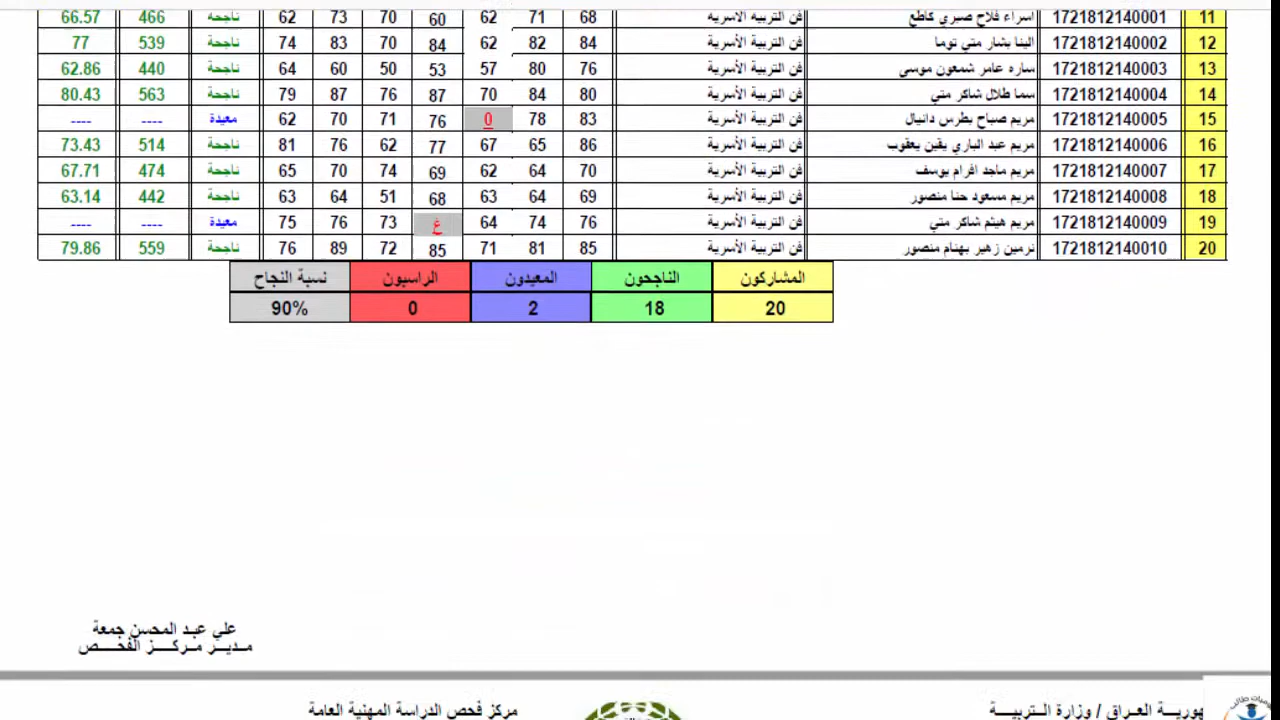 11 1721812140001 اسراء فلاح صبري كاطع فن التربية الأسرية 68 71 62 60 70 73 62 ناجحة 466 66.57
12 1721812140002 الينا بشار متي توما فن التربية الأسرية 84 82 62 84 70 83 74 ناجحة 539 77
13 1721812140003 ساره عامر شمعون موسى فن التربية الأسرية 76 80 57 53 50 60 64 ناجحة 440 62.86
14 1721812140004 سما طلال شاكر متي فن التربية الأسرية 80 84 70 87 76 87 79 ناجحة 563 80.43
15 1721812140005 مريم صباح بطرس دانيال فن التربية الأسرية 83 78 0 76 71 70 62 معيدة ---- ----
16 1721812140006 مريم عبد الباري يقين يعقوب فن التربية الأسرية 86 65 67 77 62 76 81 ناجحة 514 73.43
17 1721812140007 مريم ماجد افرام يوسف فن التربية الأسرية 70 64 62 69 74 70 65 ناجحة 474 67.71
18 1721812140008 مريم مسعود حنا منصور فن التربية الأسرية 69 64 63 68 51 64 63 ناجحة 442 63.14
19 1721812140009 مريم هيثم شاكر متي فن التربية الأسرية 76 74 64 غ 73 76 75 معيدة ---- ----
20 1721812140010 نرمين زهير بهنام منصور فن التربية الأسرية 85 81 71 85 72 89 76 ناجحة 559 79.86
المشاركون الناجحون المعيدون الراسبون نسبة النجاح
20 18 2 0 90%
علي عبد المحسن جمعة
مدير مركز الفحص
وزارة التربية / العراق مركز فحص الدراسة المهنية العامة